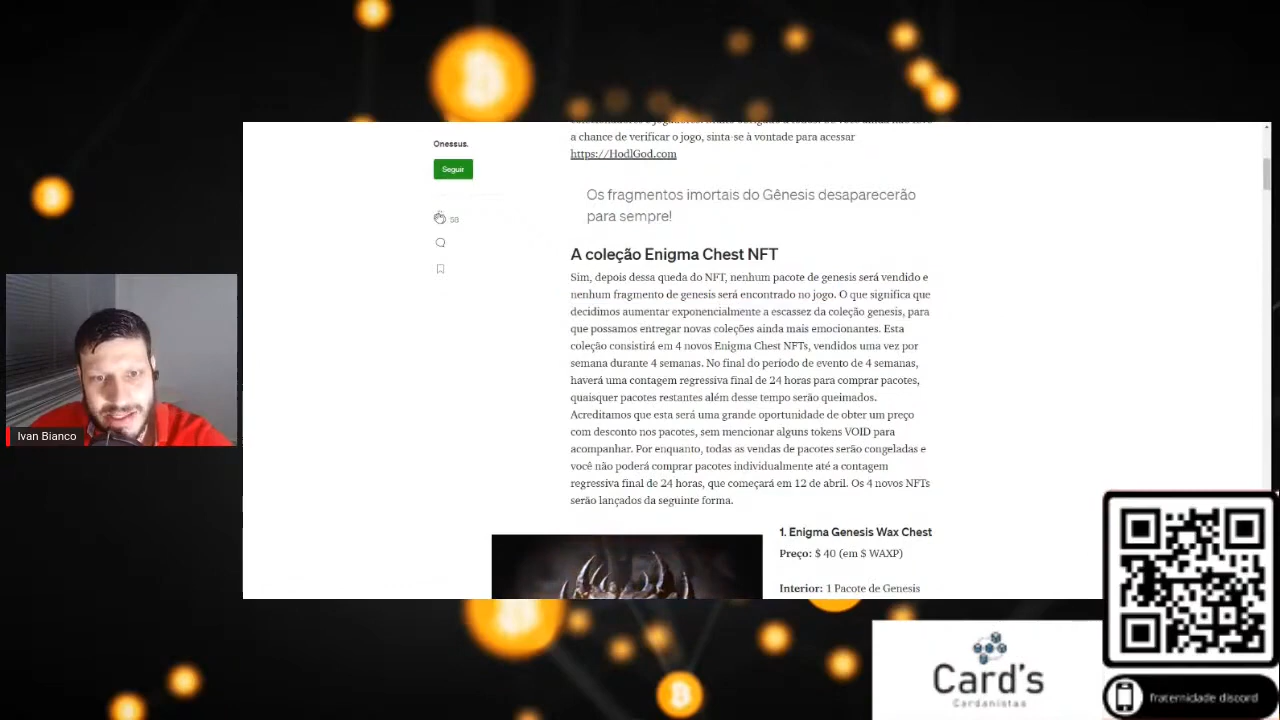 a chance de verificar o jogo, sinta-se à vontade para acessar
https://HodlGod.com
Onessus.
Seguir
58
Os fragmentos imortais do Gênesis desaparecerão
para sempre!
A coleção Enigma Chest NFT
Sim, depois dessa queda do NFT, nenhum pacote de genesis será vendido e
nenhum fragmento de genesis será encontrado no jogo. O que significa que
decidimos aumentar exponencialmente a escassez da coleção genesis, para
que possamos entregar novas coleções ainda mais emocionantes. Esta
coleção consistirá em 4 novos Enigma Chest NFTs, vendidos uma vez por
semana durante 4 semanas. No final do período de evento de 4 semanas,
haverá uma contagem regressiva final de 24 horas para comprar pacotes,
quaisquer pacotes restantes além desse tempo serão queimados.
Acreditamos que esta será uma grande oportunidade de obter um preço
com desconto nos pacotes, sem mencionar alguns tokens VOID para
acompanhar. Por enquanto, todas as vendas de pacotes serão congeladas e
você não poderá comprar pacotes individualmente até a contagem
regressiva final de 24 horas, que começará em 12 de abril. Os 4 novos NFTs
serão lançados da seguinte forma.
1. Enigma Genesis Wax Chest
Preço: $ 40 (em $ WAXP)
Interior: 1 Pacote de Genesis
Ivan Bianco
Card's
Cardanistas
fraternidade discord